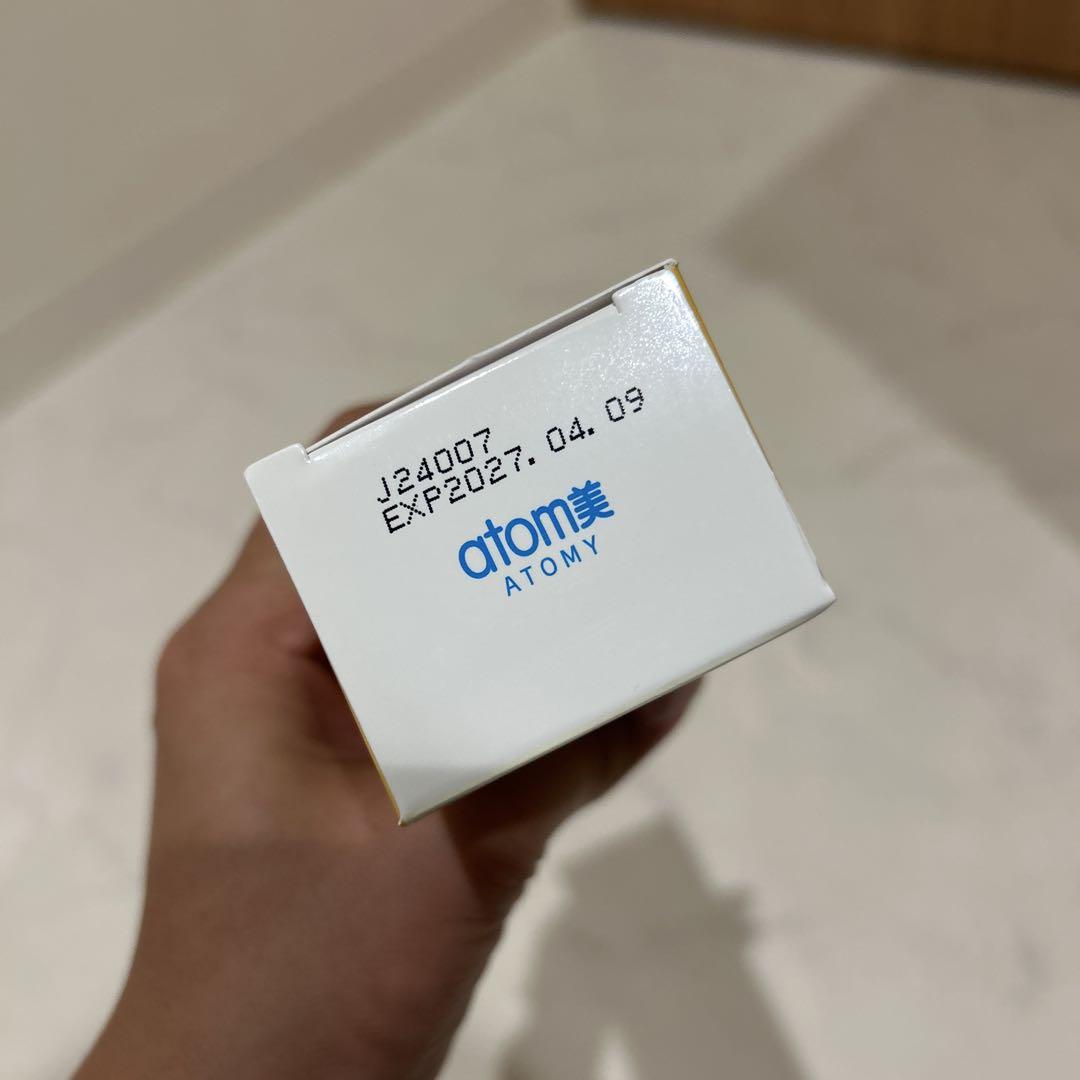 J24007
EXP2027. 04. 09
atom美
ATOMY